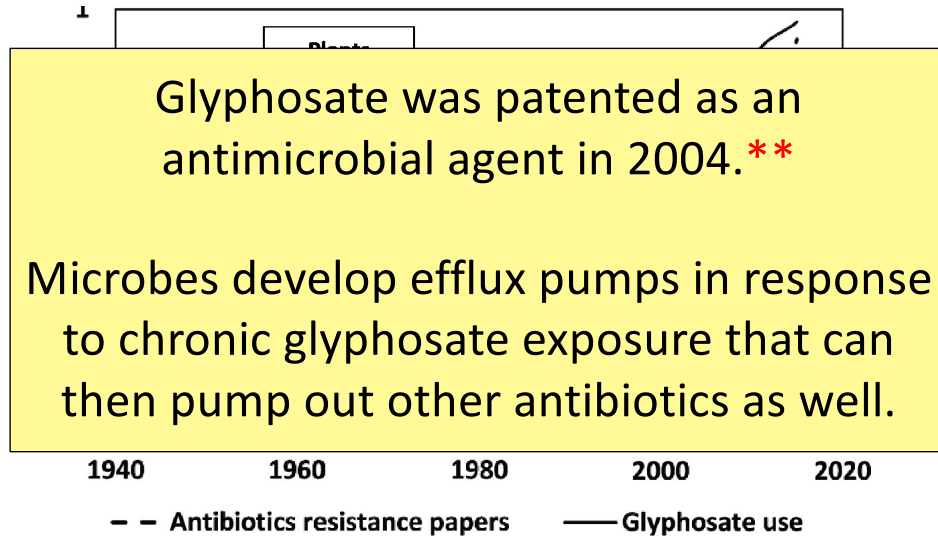 1
Plants
Glyphosate was patented as an
antimicrobial agent in 2004.**
Microbes develop efflux pumps in response
to chronic glyphosate exposure that can
then pump out other antibiotics as well.
1940 1960 1980 2000 2020
Antibiotics resistance papers Glyphosate use